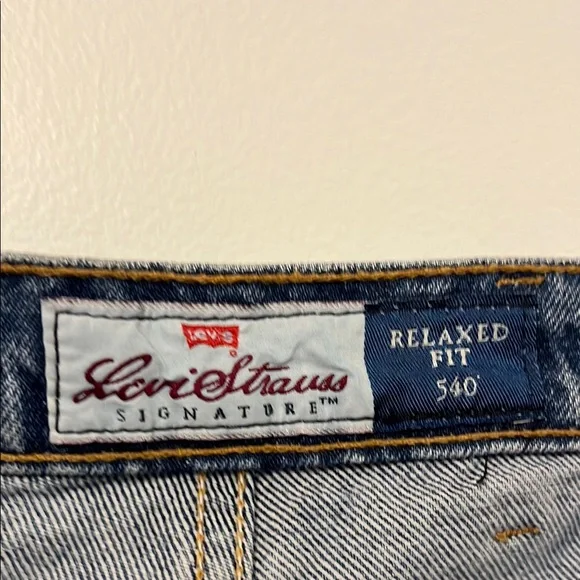 Levi's
Levi Strauss
SIGNATURE™
RELAXED
FIT
540